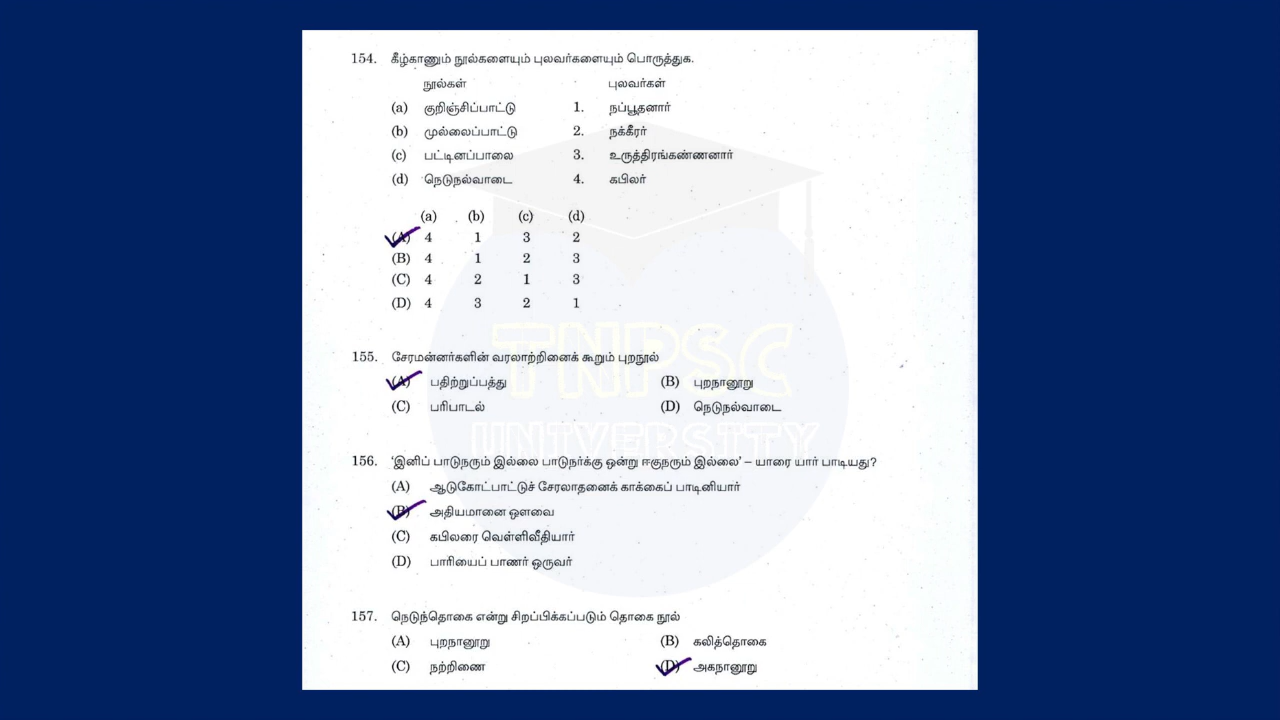 154. கீழ்காணும் நூல்களையும் புலவர்களையும் பொருத்துக.
நூல்கள் புலவர்கள்
(a) குறிஞ்சிப்பாட்டு 1. நப்பூதனார்
(b) முல்லைப்பாட்டு 2. நக்கீரர்
(c) பட்டினப்பாலை 3. உருத்திரங்கண்ணனார்
(d) நெடுநல்வாடை 4. கபிலர்
(a) (b) (c) (d)
(A) 4 1 3 2
(B) 4 1 2 3
(C) 4 2 1 3
(D) 4 3 2 1
TNPSC
UNIVERSITY
155. சேரமன்னர்களின் வரலாற்றினைக் கூறும் புறநூல்
(A) பதிற்றுப்பத்து (B) புறநானூறு
(C) பரிபாடல் (D) நெடுநல்வாடை
156. 'இனிப் பாடுநரும் இல்லை பாடுநர்க்கு ஒன்று ஈகுநரும் இல்லை' – யாரை யார் பாடியது?
(A) ஆடுகோட்பாட்டுச் சேரலாதனைக் காக்கைப் பாடினியார்
(B) அதியமானை ஔவை
(C) கபிலரை வெள்ளிவீதியார்
(D) பாரியைப் பாணர் ஒருவர்
157. நெடுந்தொகை என்று சிறப்பிக்கப்படும் தொகை நூல்
(A) புறநானூறு (B) கலித்தொகை
(C) நற்றிணை (D) அகநானூறு